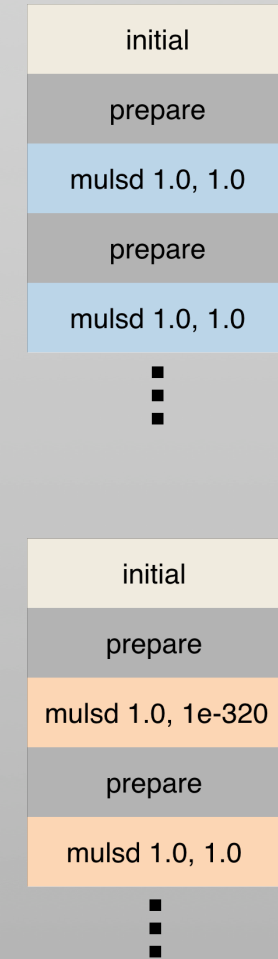 initial
prepare
mulsd 1.0, 1.0
prepare
mulsd 1.0, 1.0
initial
prepare
mulsd 1.0, 1e-320
prepare
mulsd 1.0, 1.0